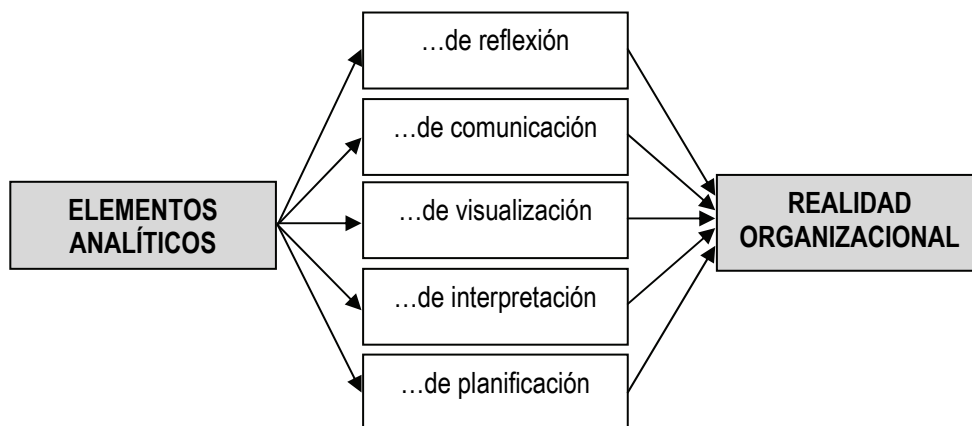 …de reflexión
…de comunicación
ELEMENTOS
ANALÍTICOS
…de visualización
REALIDAD
ORGANIZACIONAL
…de interpretación
…de planificación